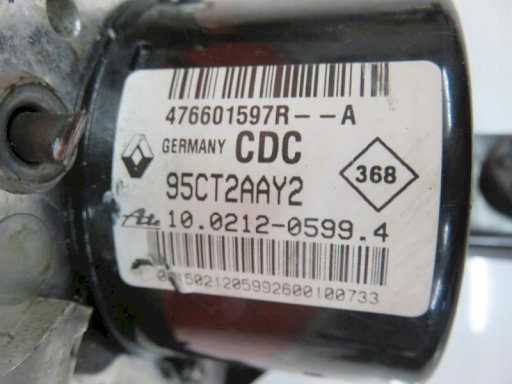 476601597R--A
GERMANY CDC
368
95CT2AAY2
Ate 10.0212-0599.4